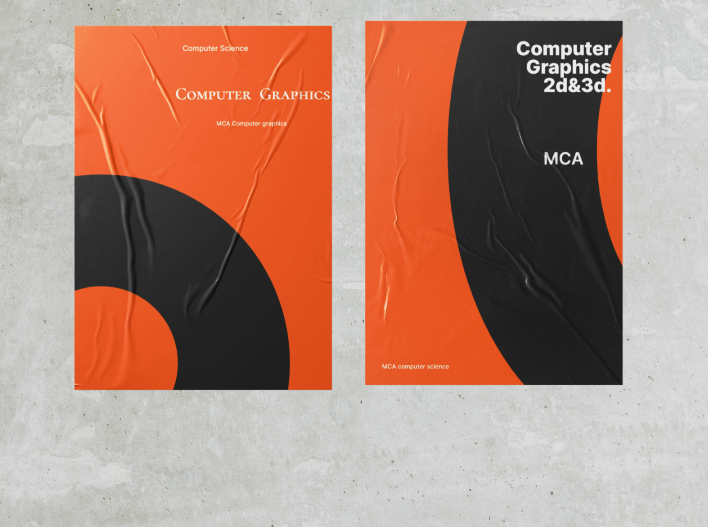 Computer Science
Computer Graphics
MCA Computer graphics
Computer
Graphics
2d&3d.
MCA
MCA computer science